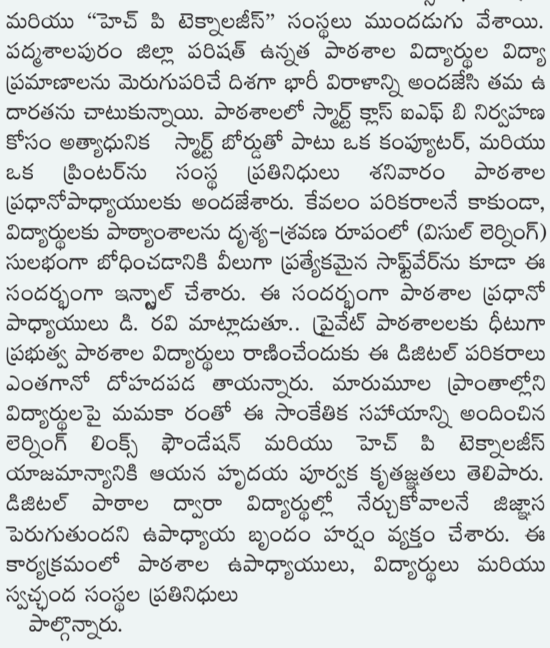 మరియు “హెచ్ పి టెక్నాలజీస్” సంస్థలు ముందడుగు వేశాయి.
పద్మశాలపురం జిల్లా పరిషత్ ఉన్నత పాఠశాల విద్యార్థుల విద్యా
ప్రమాణాలను మెరుగుపరిచే దిశగా భారీ విరాళాన్ని అందజేసి తమ ఉ
దారతను చాటుకున్నాయి. పాఠశాలలో స్మార్ట్ క్లాస్ ఐఎఫ్ బి నిర్వహణ
కోసం అత్యాధునిక స్మార్ట్ బోర్డుతో పాటు ఒక కంప్యూటర్, మరియు
ఒక ప్రింటర్‌ను సంస్థ ప్రతినిధులు శనివారం పాఠశాల
ప్రధానోపాధ్యాయులకు అందజేశారు. కేవలం పరికరాలనే కాకుండా,
విద్యార్థులకు పాఠ్యాంశాలను దృశ్య-శ్రవణ రూపంలో (విసుల్ లెర్నింగ్)
సులభంగా బోధించడానికి వీలుగా ప్రత్యేకమైన సాఫ్ట్‌వేర్‌ను కూడా ఈ
సందర్భంగా ఇన్స్టాల్ చేశారు. ఈ సందర్భంగా పాఠశాల ప్రధానో
పాధ్యాయులు డి. రవి మాట్లాడుతూ.. ప్రైవేట్ పాఠశాలలకు ధీటుగా
ప్రభుత్వ పాఠశాల విద్యార్థులు రాణించేందుకు ఈ డిజిటల్ పరికరాలు
ఎంతగానో దోహదపడ తాయన్నారు. మారుమూల ప్రాంతాల్లోని
విద్యార్థులపై మమకా రంతో ఈ సాంకేతిక సహాయాన్ని అందించిన
లెర్నింగ్ లింక్స్ ఫౌండేషన్ మరియు హెచ్ పి టెక్నాలజీస్
యాజమాన్యానికి ఆయన హృదయ పూర్వక కృతజ్ఞతలు తెలిపారు.
డిజిటల్ పాఠాల ద్వారా విద్యార్థుల్లో నేర్చుకోవాలనే జిజ్ఞాస
పెరుగుతుందని ఉపాధ్యాయ బృందం హర్షం వ్యక్తం చేశారు. ఈ
కార్యక్రమంలో పాఠశాల ఉపాధ్యాయులు, విద్యార్థులు మరియు
స్వచ్ఛంద సంస్థల ప్రతినిధులు
పాల్గొన్నారు.